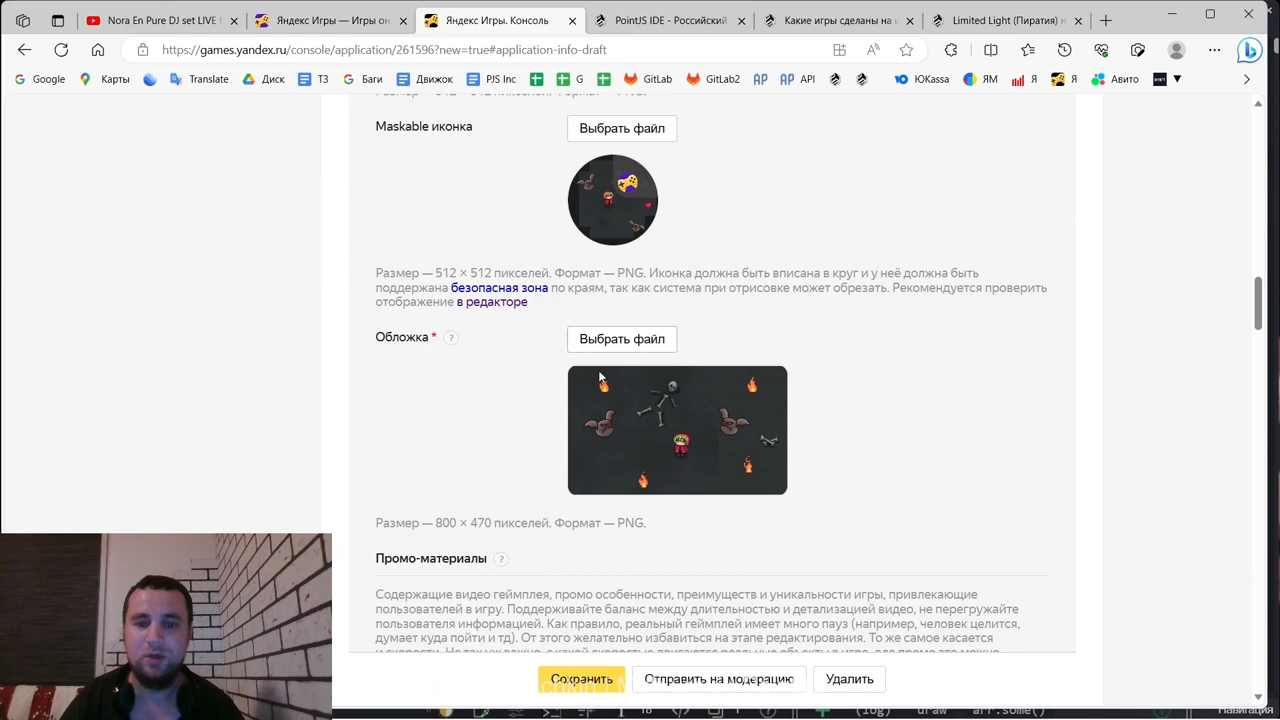 Nora En Pure DJ set LIVE f
Яндекс Игры — Игры он
Яндекс Игры. Консоль
PointJS IDE - Российский
Какие игры сделаны на
Limited Light (Пиратия) н
https://games.yandex.ru/console/application/261596?new=true#application-info-draft
Google Карты Translate Диск ТЗ Баги Движок PJS Inc G GitLab GitLab2 API ЮKassa ЯМ Я Я Авито
Maskable иконка
Выбрать файл
Размер — 512 × 512 пикселей. Формат — PNG. Иконка должна быть вписана в круг и у неё должна быть
поддержана безопасная зона по краям, так как система при отрисовке может обрезать. Рекомендуется проверить
отображение в редакторе
Обложка * ?
Выбрать файл
Размер — 800 × 470 пикселей. Формат — PNG.
Промо-материалы ?
Содержащие видео геймплея, промо особенности, преимуществ и уникальности игры, привлекающие
пользователей в игру. Поддерживайте баланс между длительностью и детализацией видео, не перегружайте
пользователя информацией. Как правило, реальный геймплей имеет много пауз (например, человек целится,
думает куда пойти и тд). От этого желательно избавиться на этапе редактирования. То же самое касается
Сохранить
Отправить на модерацию
Удалить
(log) draw arr.some() Навигация